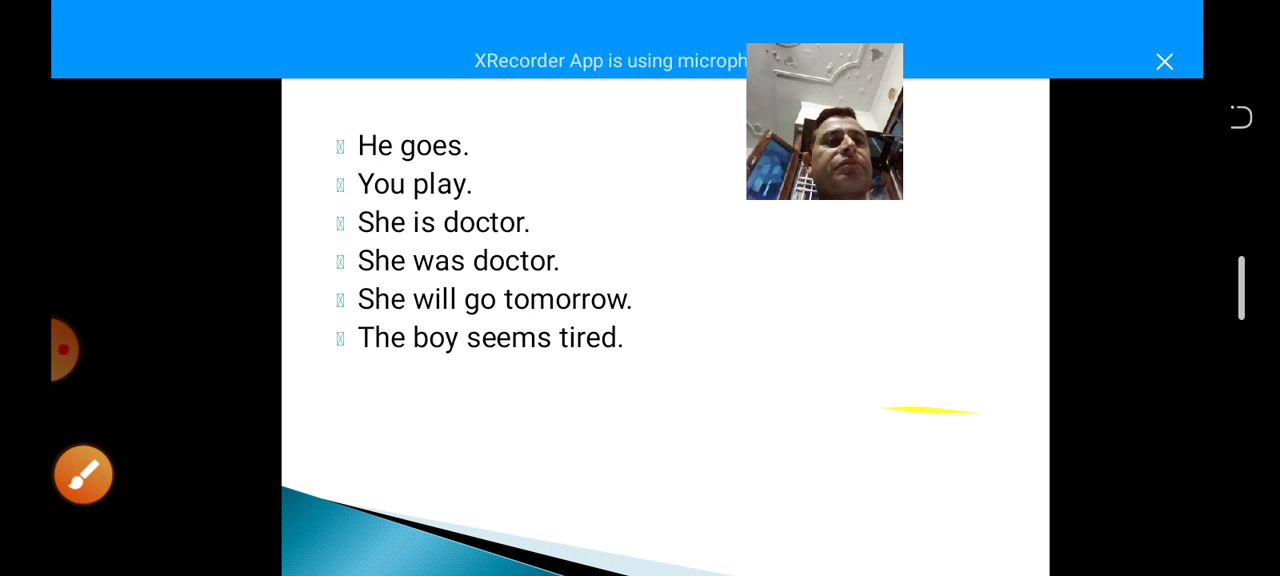 XRecorder App is using microph
He goes.
You play.
She is doctor.
She was doctor.
She will go tomorrow.
The boy seems tired.